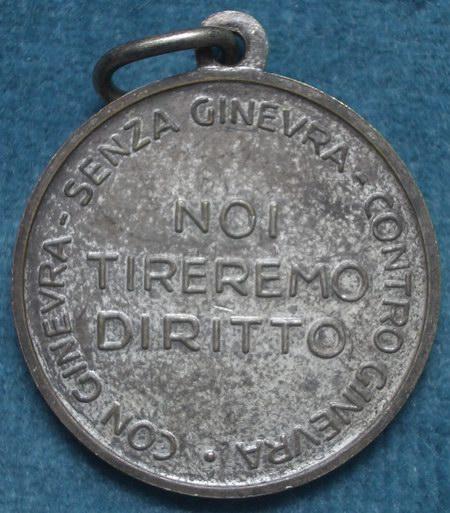 CON GINEVRA - SENZA GINEVRA - CONTRO GINEVRA •
NOI
TIREREMO
DIRITTO